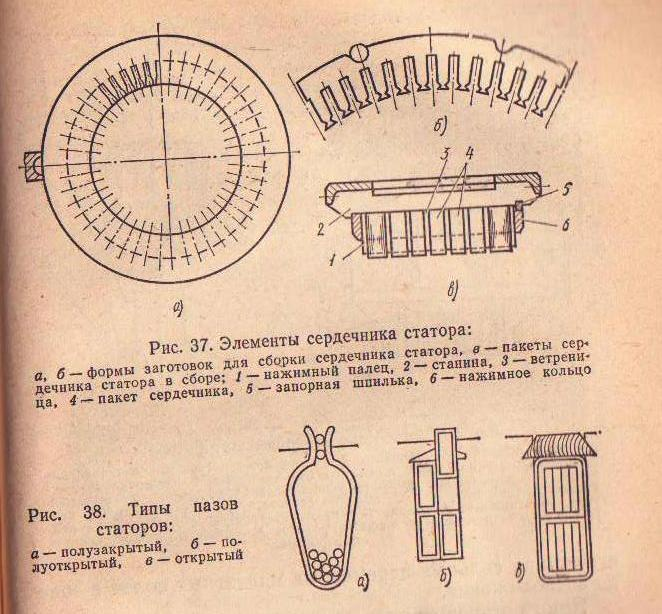 б)
3 4
2
5
1
6
а)
в)
Рис. 37. Элементы сердечника статора:
а, б — формы заготовок для сборки сердечника статора, в — пакеты сер-
дечника статора в сборе; 1 — нажимный палец, 2 — станина, 3 — ветрени-
ца, 4 — пакет сердечника, 5 — запорная шпилька, 6 — нажимное кольцо
Рис. 38. Типы пазов
статоров:
а — полузакрытый, б — по-
луоткрытый, в — открытый
а) б) в)